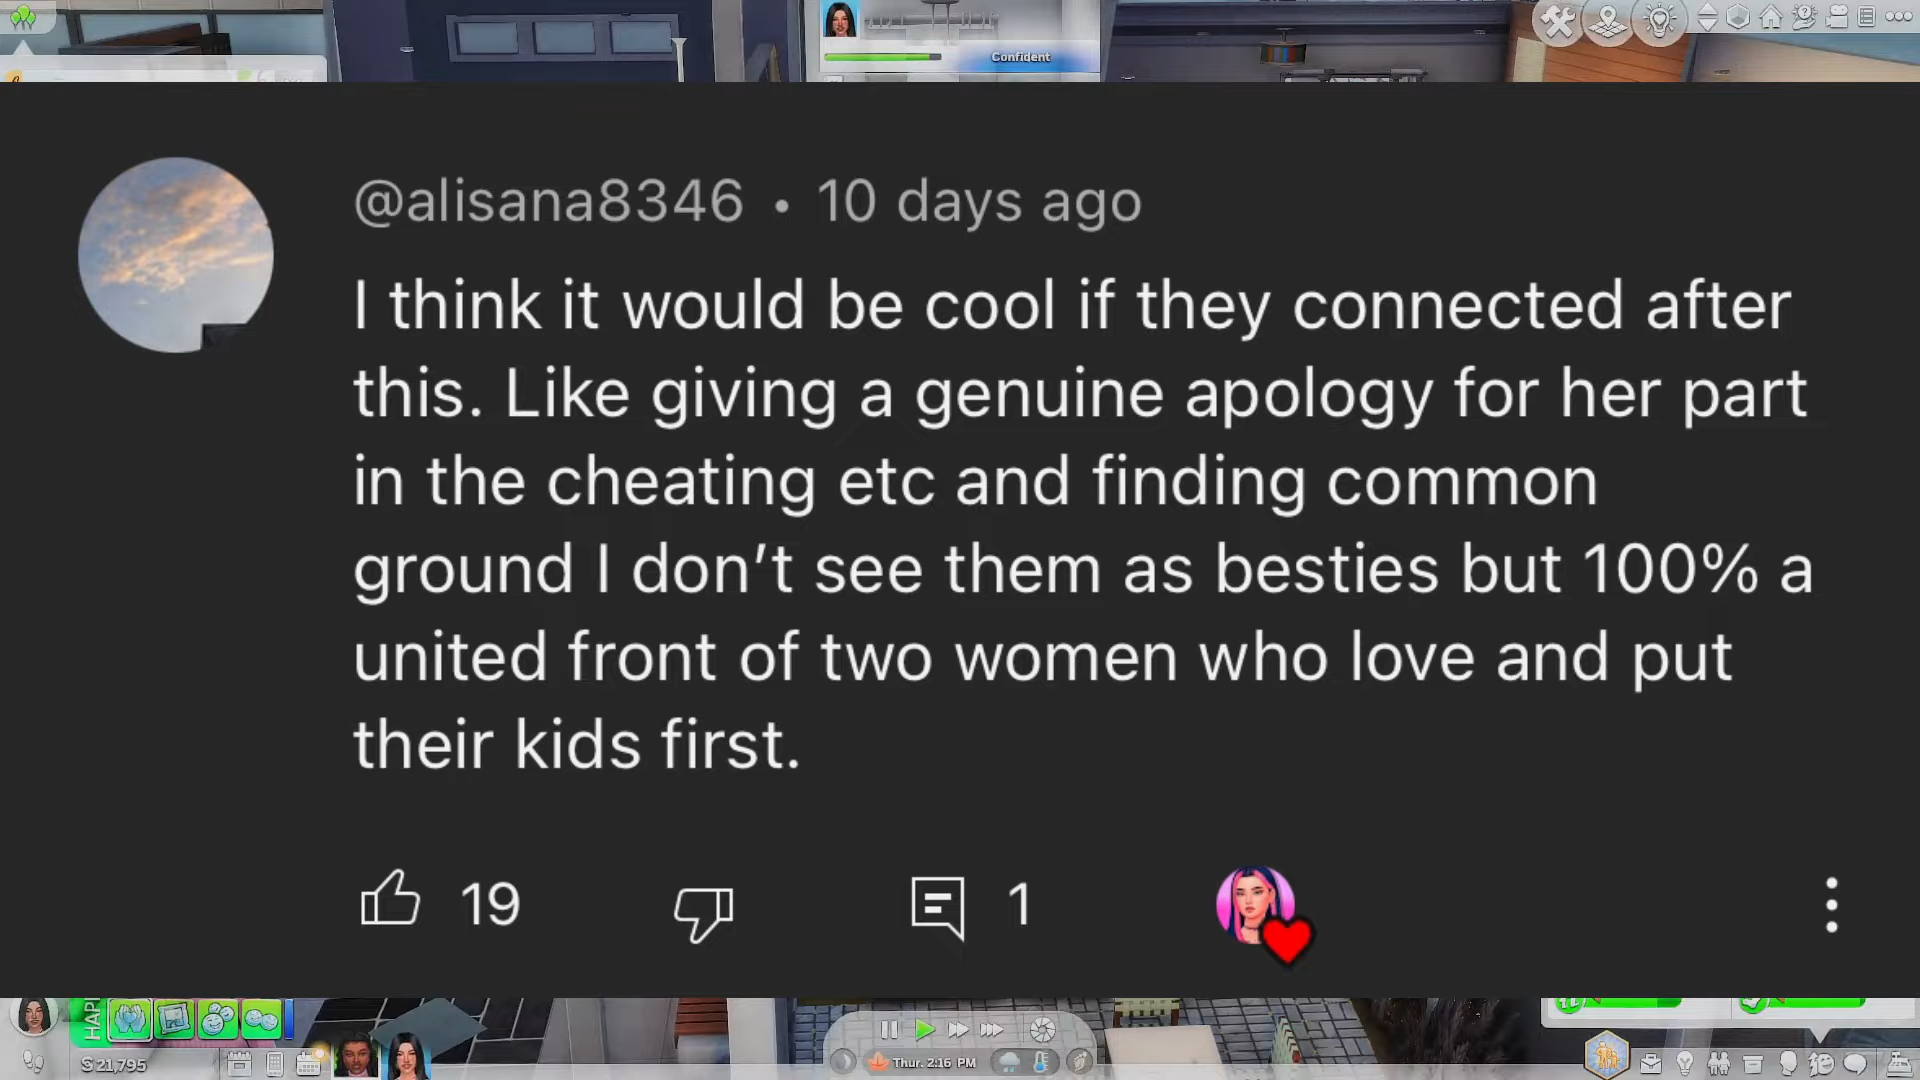 Confident
@alisana8346 • 10 days ago
I think it would be cool if they connected after
this. Like giving a genuine apology for her part
in the cheating etc and finding common
ground I don't see them as besties but 100% a
united front of two women who love and put
their kids first.
19
1
HAP
§21,795
Thur. 2:16 PM